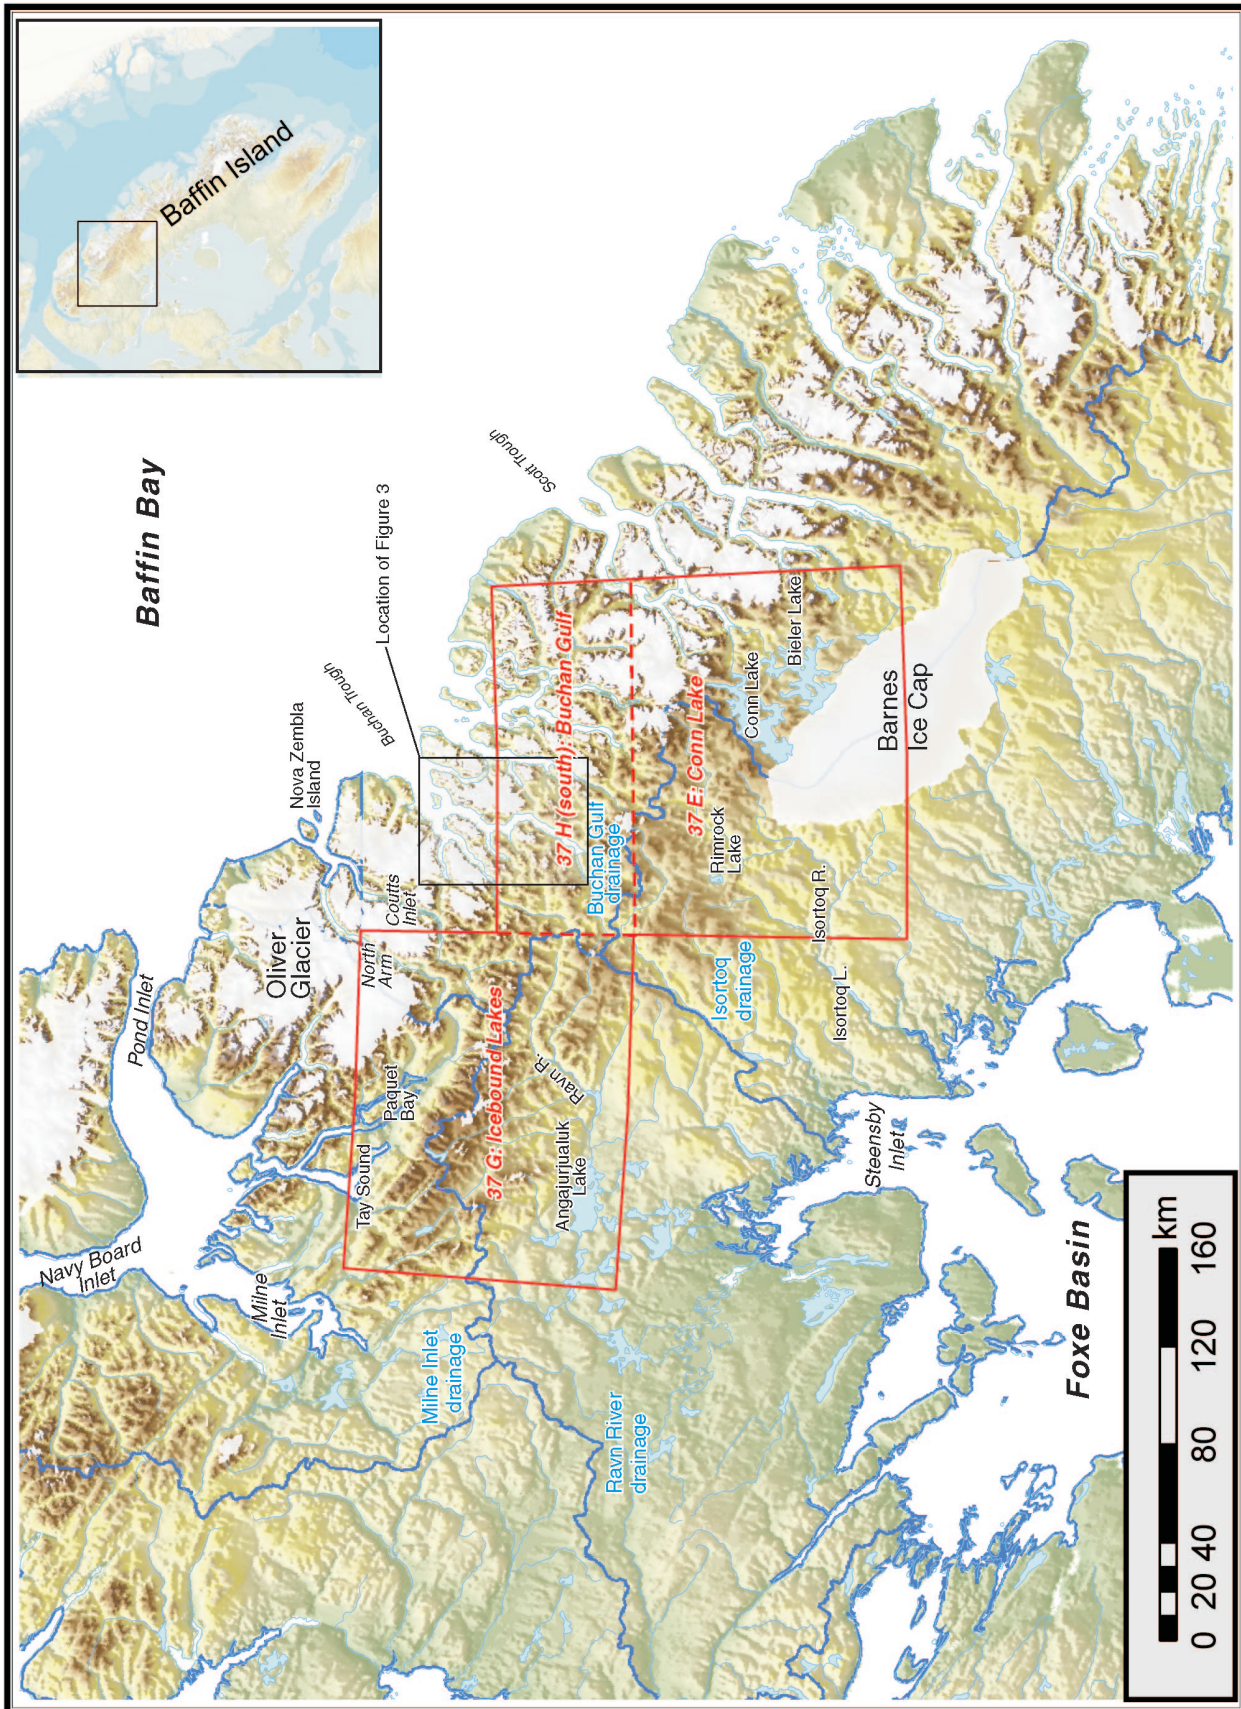 Baffin Island
Baffin Bay
Pond Inlet
Navy Board
Inlet
Milne
Inlet
Oliver
Glacier
Nova Zembla
Island
Buchan Trough
Location of Figure 3
Scott Trough
Coutts
Inlet
North
Arm
Paquet
Bay
Tay Sound
37 G: Icebound Lakes
37 H (south): Buchan Gulf
Buchan Gulf
drainage
Milne Inlet
drainage
Ravn R.
Angajurjualuk
Lake
Ravn River
drainage
37 E: Conn Lake
Conn Lake
Bieler Lake
Rimrock
Lake
Isortoq
drainage
Isortoq R.
Isortoq L.
Barnes
Ice Cap
Steensby
Inlet
Foxe Basin
km
0 20 40 80 120 160